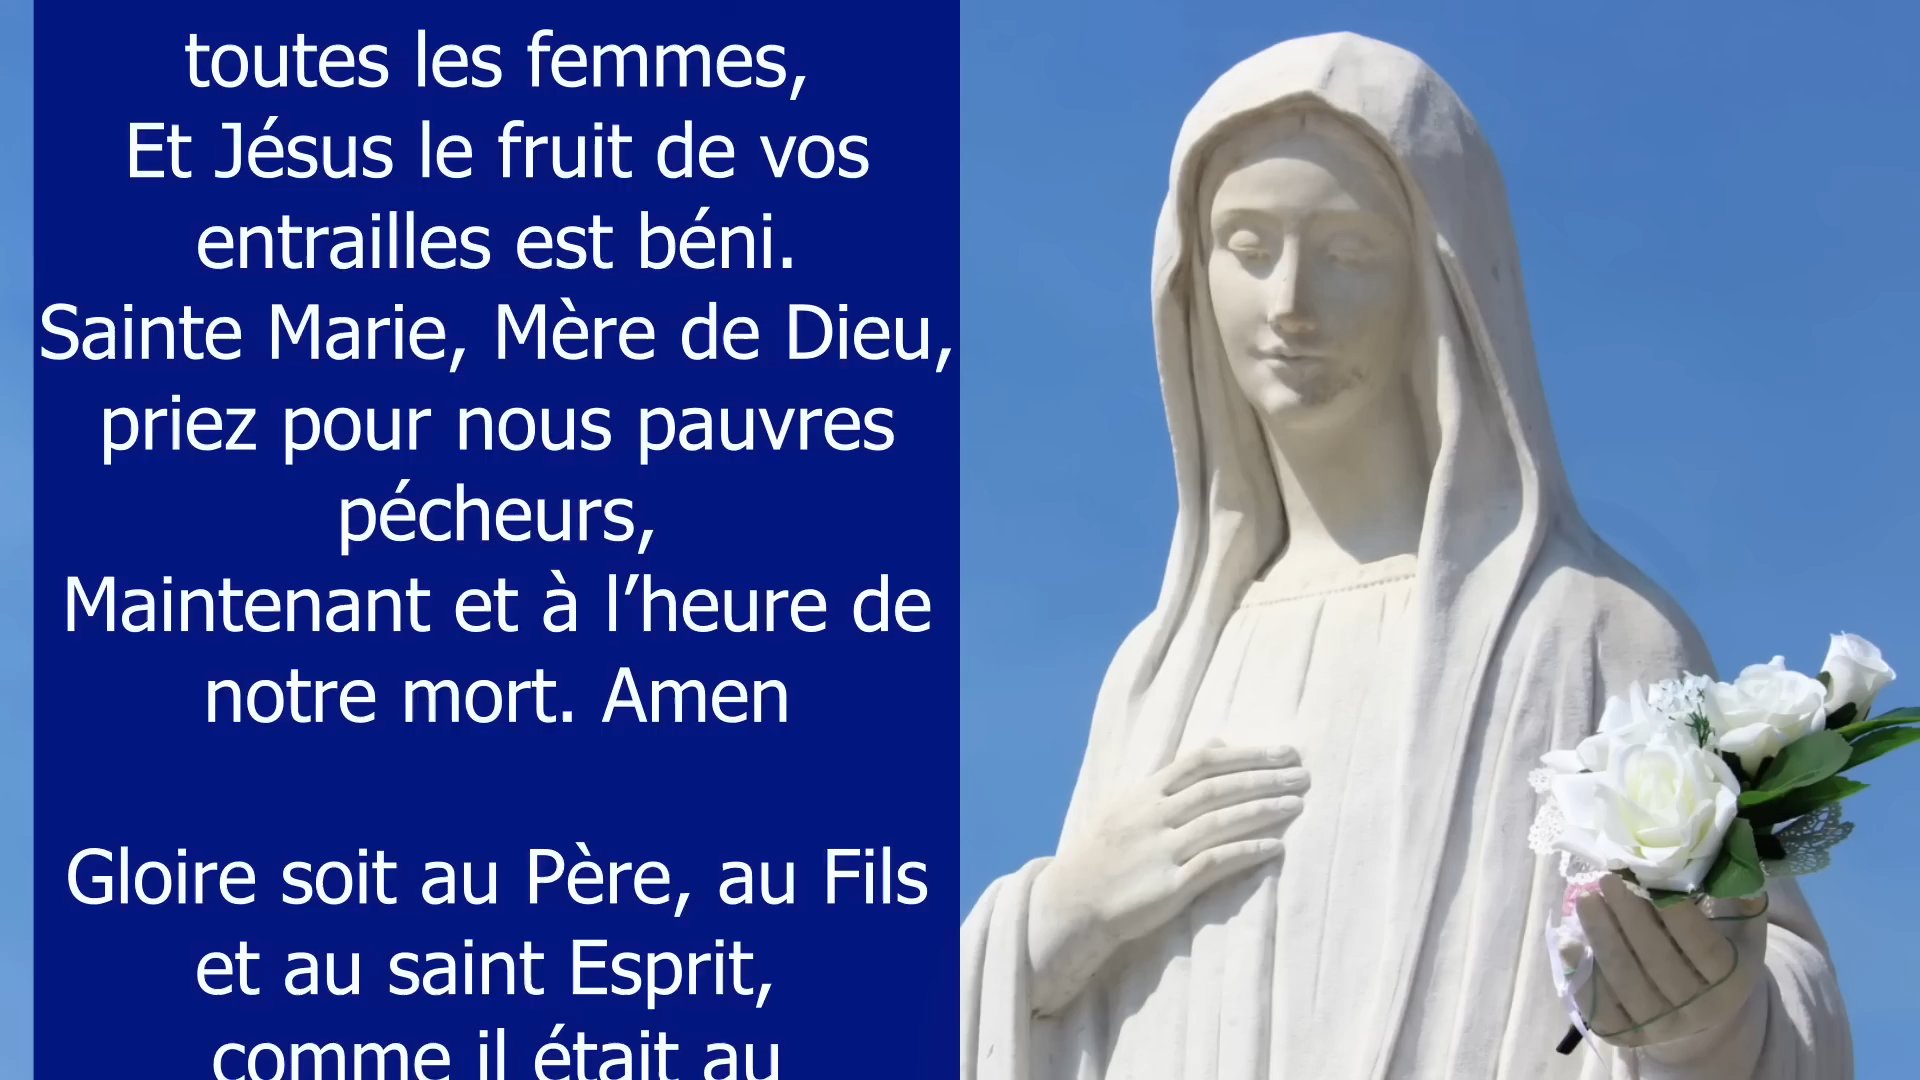 toutes les femmes,
Et Jésus le fruit de vos
entrailles est béni.
Sainte Marie, Mère de Dieu,
priez pour nous pauvres
pécheurs,
Maintenant et à l’heure de
notre mort. Amen
Gloire soit au Père, au Fils
et au saint Esprit,
comme il était au